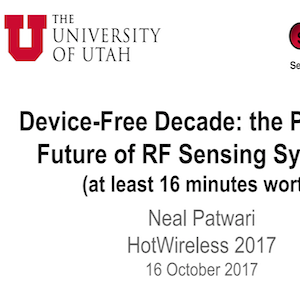 THE
UNIVERSITY
OF UTAH
Se
Device-Free Decade: the P
Future of RF Sensing Sy
(at least 16 minutes wort
Neal Patwari
HotWireless 2017
16 October 2017